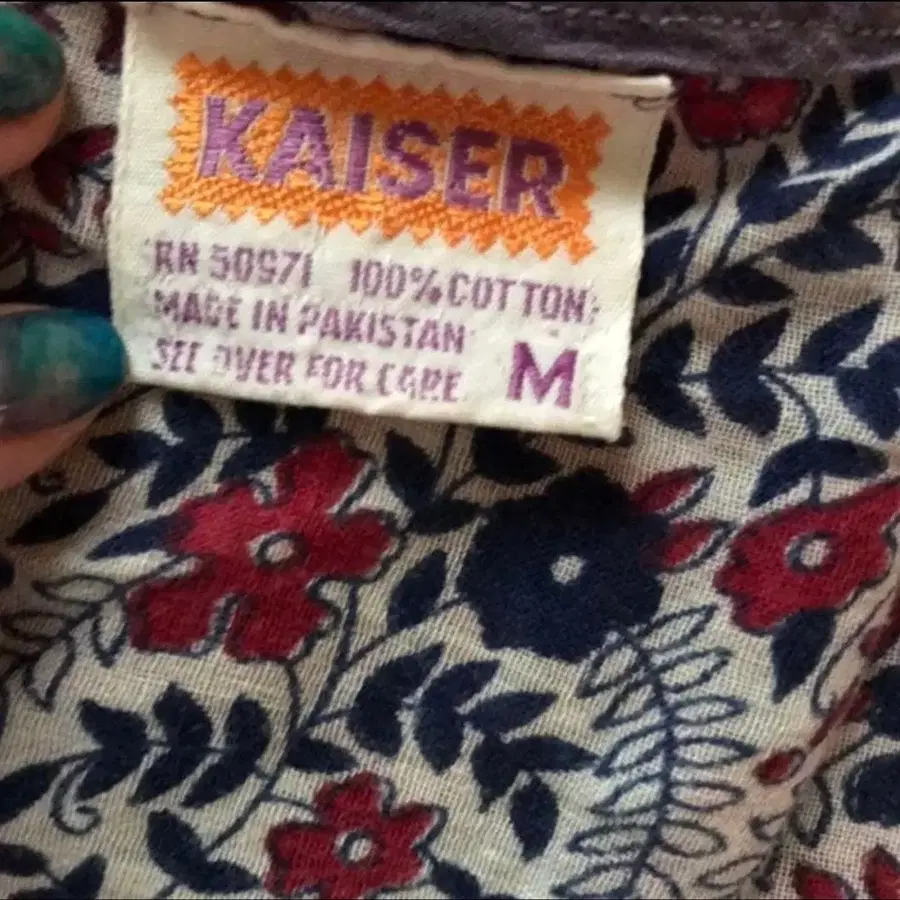 KAISER
RN 50971 100% COTTON
MADE IN PAKISTAN
SEE OVER FOR CARE
M